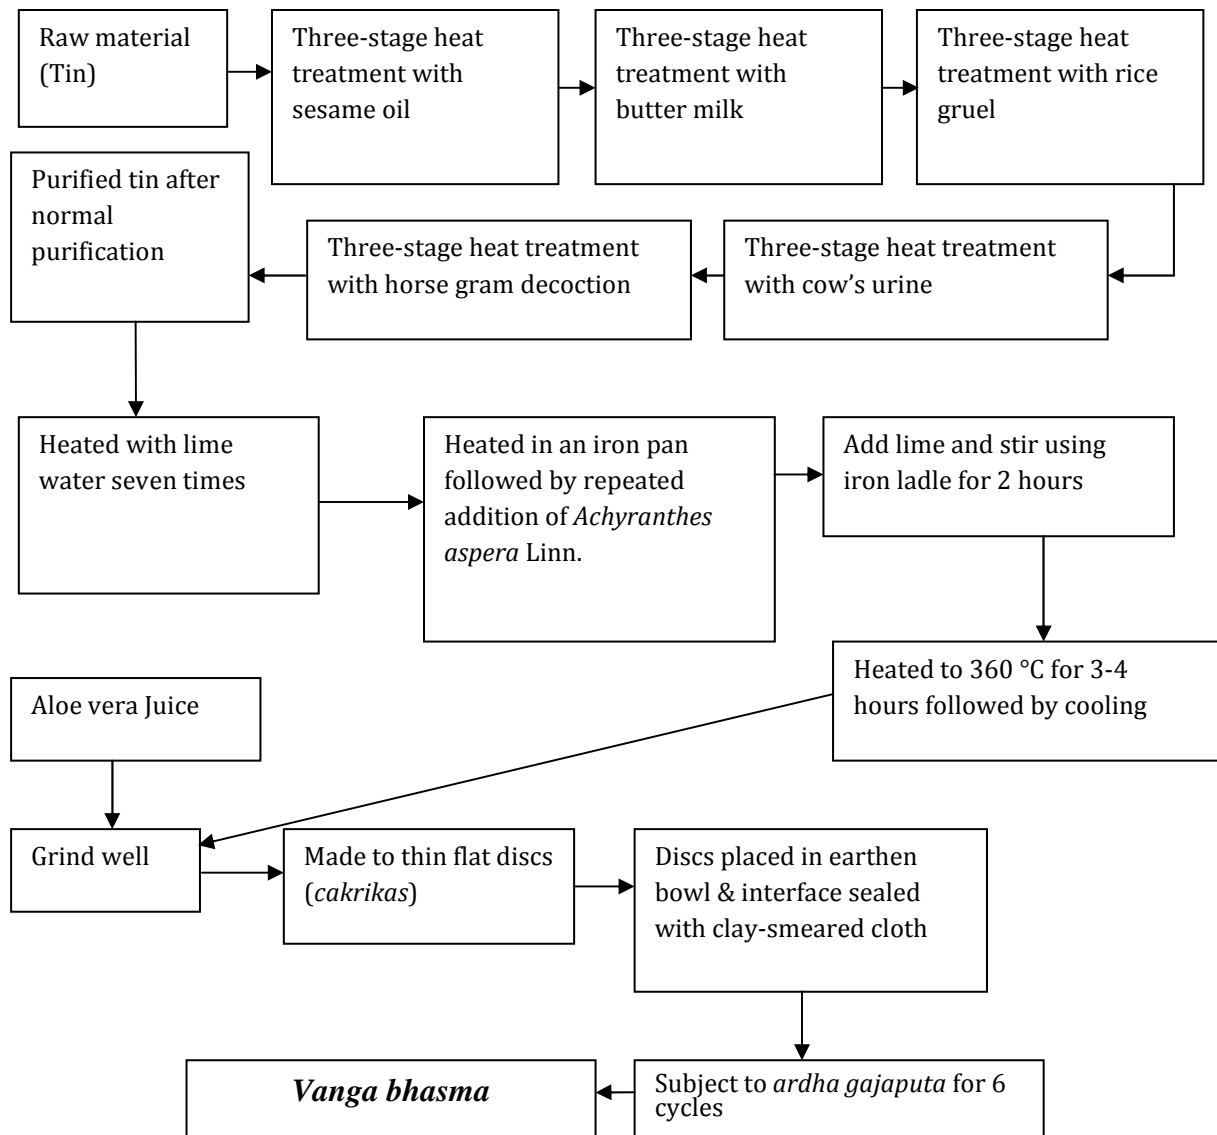 Raw material
(Tin)
Three-stage heat
treatment with
sesame oil
Three-stage heat
treatment with
butter milk
Three-stage heat
treatment with rice
gruel
Three-stage heat treatment
with cow's urine
Three-stage heat treatment
with horse gram decoction
Purified tin after
normal
purification
Heated with lime
water seven times
Heated in an iron pan
followed by repeated
addition of Achyranthes
aspera Linn.
Add lime and stir using
iron ladle for 2 hours
Heated to 360 °C for 3-4
hours followed by cooling
Aloe vera Juice
Grind well
Made to thin flat discs
(cakrikas)
Discs placed in earthen
bowl & interface sealed
with clay-smeared cloth
Subject to ardha gajaputa for 6
cycles
Vanga bhasma